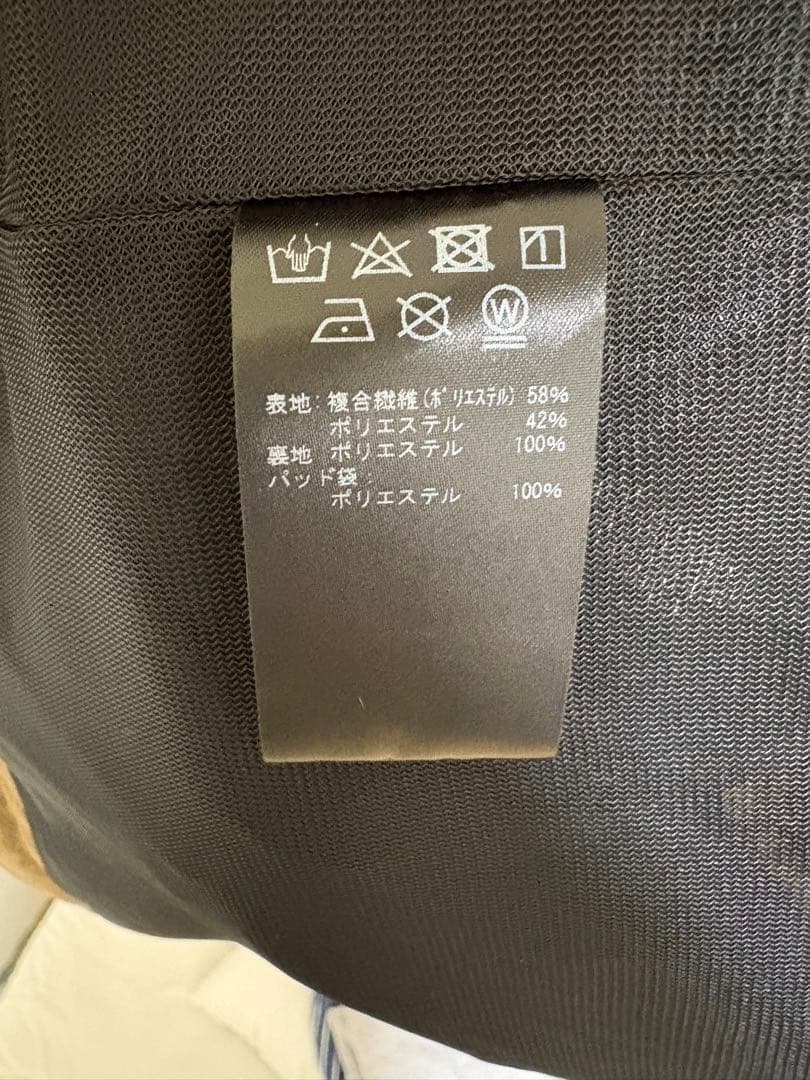 W
表地:複合繊維(ポリエステル) 58%
ポリエステル 42%
裏地 ポリエステル 100%
パッド袋:
ポリエステル 100%